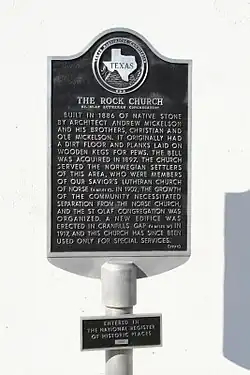 TEXAS
THE ROCK CHURCH
BUILT IN 1886 OF NATIVE STONE
BY ARCHITECT ANDREW MICKELSON
AND HIS BROTHERS, CHRISTIAN AND
OLE MICKELSON. IT ORIGINALLY HAD
A DIRT FLOOR AND PLANKS LAID ON
WOODEN KEGS FOR PEWS. THE BELL
WAS ACQUIRED IN 1892. THE CHURCH
SERVED THE NORWEGIAN SETTLERS
OF THIS AREA, WHO WERE MEMBERS
OF OUR SAVIOR'S LUTHERAN CHURCH
OF NORSE IN 1902, THE GROWTH
OF THE COMMUNITY NECESSITATED
SEPARATION FROM THE NORSE CHURCH,
AND THE ST OLAF CONGREGATION WAS
ORGANIZED. A NEW EDIFICE WAS
ERECTED IN CRANFILLS GAP IN
1917, AND THIS CHURCH HAS SINCE BEEN
USED ONLY FOR SPECIAL SERVICES.
ENTERED IN
THE NATIONAL REGISTER
OF HISTORIC PLACES